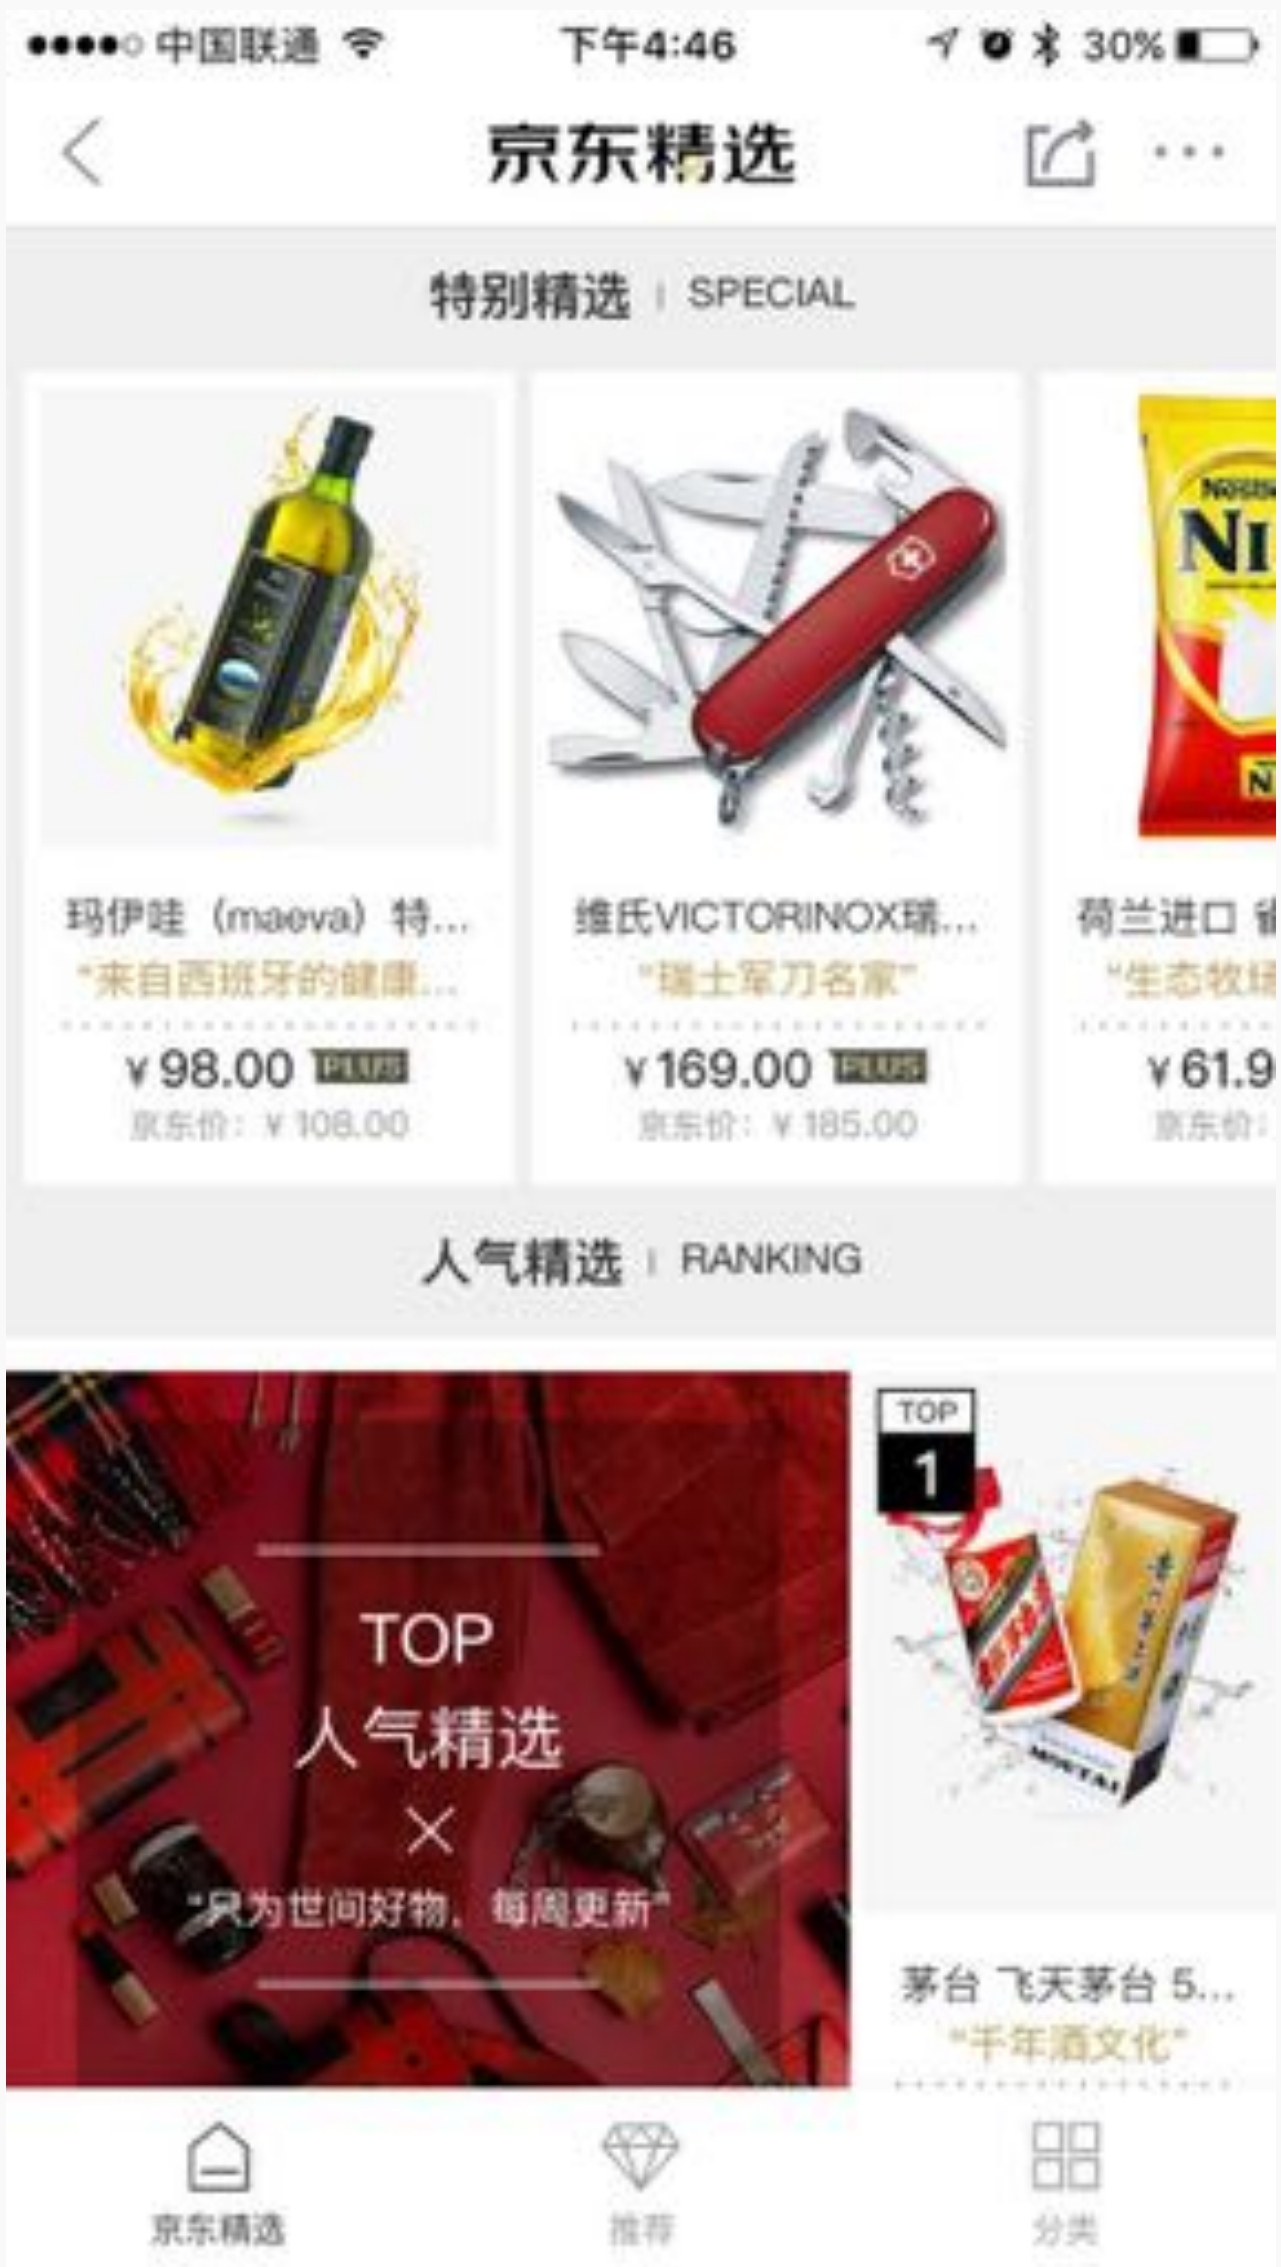 中国联通 下午4:46 30%
京东精选
特别精选 | SPECIAL
Nestlé
NI
N
玛伊哇（maeva）特...
“来自西班牙的健康...
¥98.00 PLUS
京东价：¥ 108.00
维氏VICTORINOX瑞...
“瑞士军刀名家”
¥169.00 PLUS
京东价：¥ 185.00
荷兰进口 雀
“生态牧场
¥61.9
京东价：
人气精选 | RANKING
TOP
人气精选
×
“只为世间好物，每周更新”
TOP
1
MOUTAI
茅台 飞天茅台 5...
“千年酒文化”
京东精选
推荐
分类